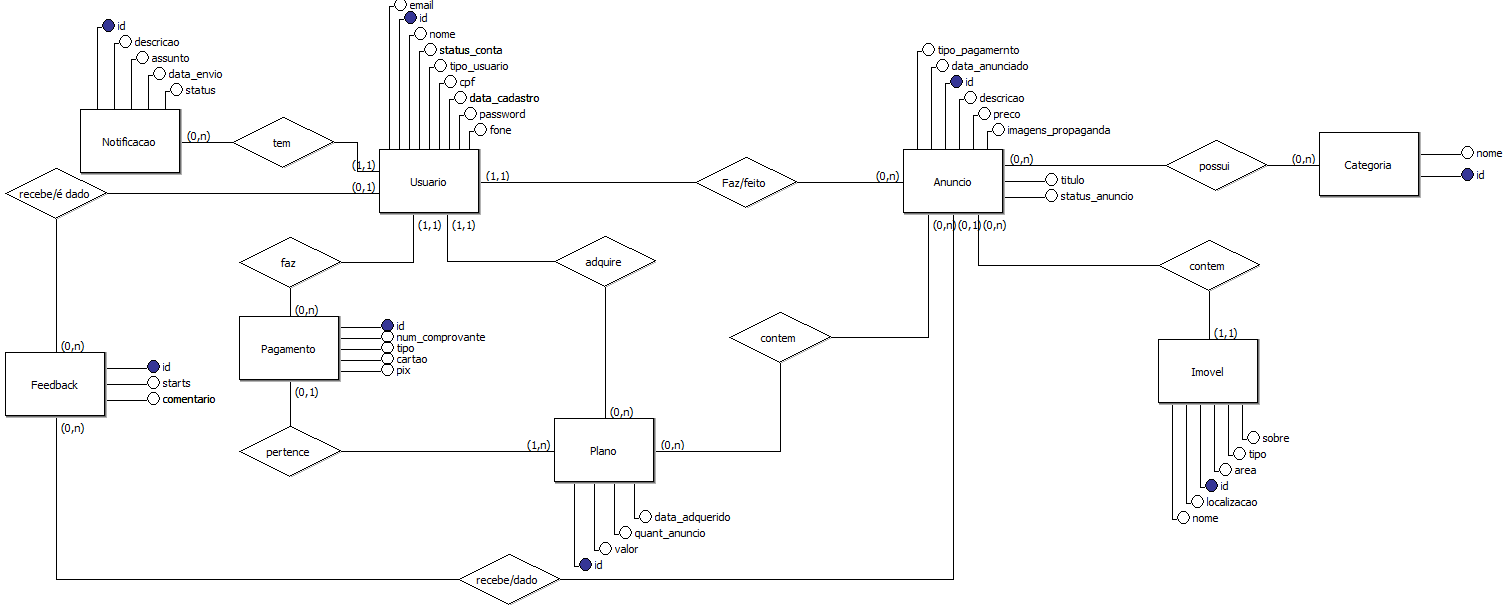 email
id
nome
status_conta
tipo_usuario
cpf
data_cadastro
password
fone
id
descricao
assunto
data_envio
status
Notificacao
(0,n)
tem
(1,1)
(0,1)
Usuario
(1,1)
Faz/feito
(0,n)
tipo_pagamernto
data_anunciado
id
descricao
preco
imagens_propaganda
Anuncio
(0,n)
titulo
status_anuncio
possui
(0,n)
Categoria
nome
id
recebe/é dado
(1,1)
(1,1)
(0,n)
(0,1)
(0,n)
faz
adquire
contem
(0,n)
(0,n)
Feedback
id
starts
comentario
(0,n)
Pagamento
id
num_comprovante
tipo
cartao
pix
(0,1)
contem
(1,1)
Imovel
sobre
tipo
area
id
localizacao
nome
pertence
(1,n)
(0,n)
Plano
(0,n)
data_adquerido
quant_anuncio
valor
id
recebe/dado